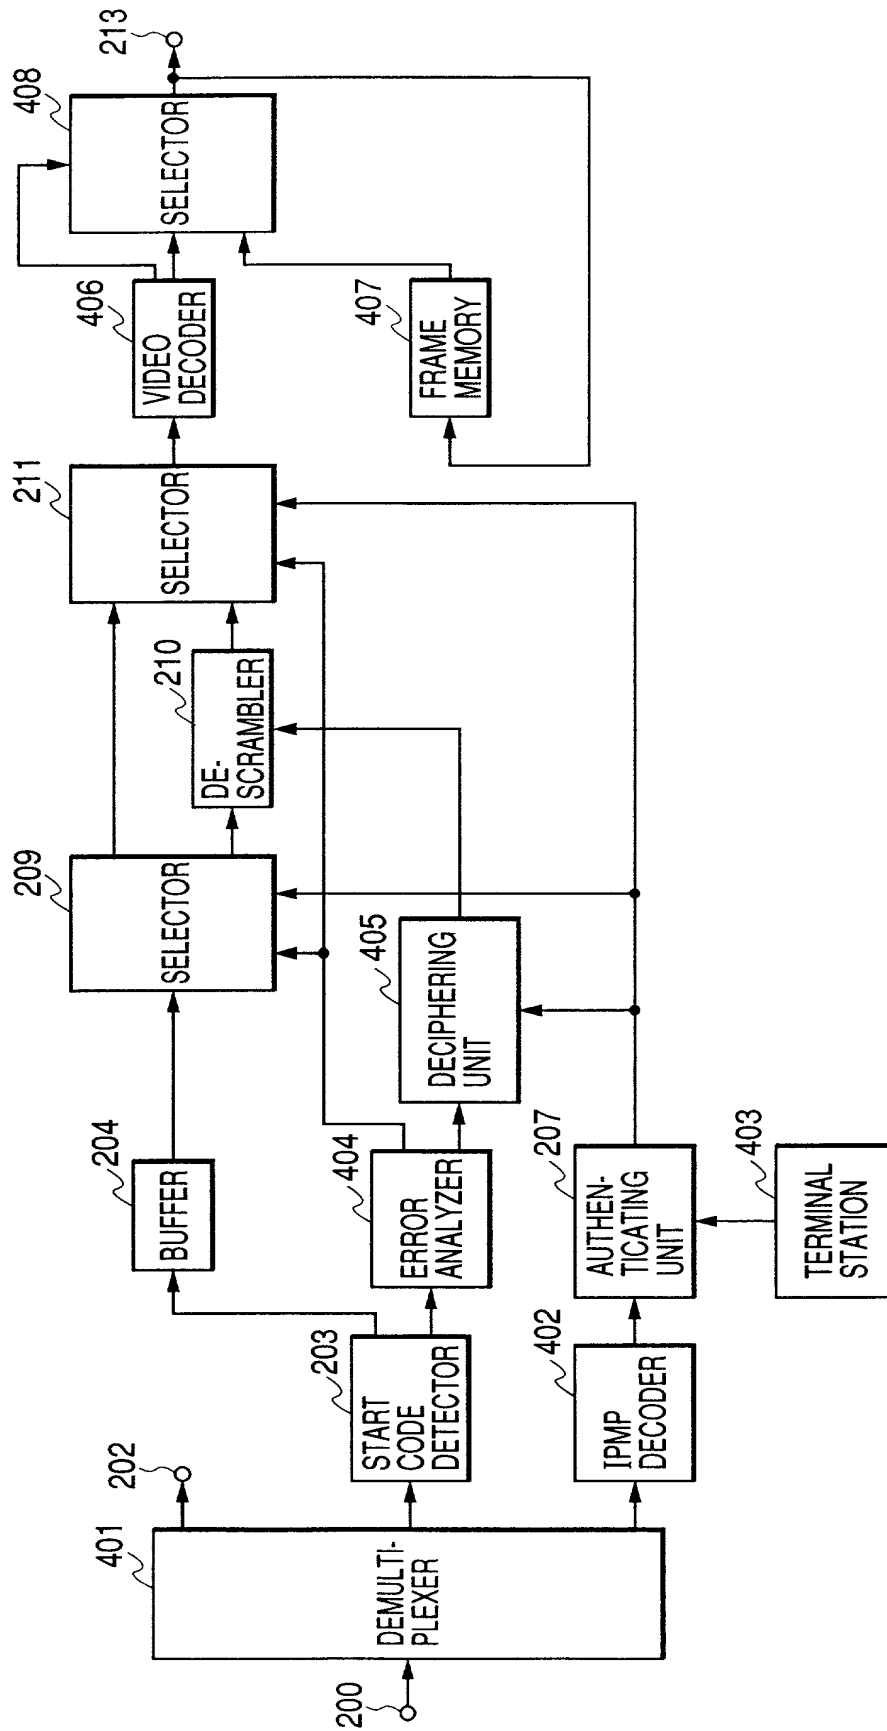 200
401
DEMULTI-
PLEXER
202
203
START
CODE
DETECTOR
402
IPMP
DECODER
204
BUFFER
404
ERROR
ANALYZER
207
AUTHEN-
TICATING
UNIT
403
TERMINAL
STATION
209
SELECTOR
405
DECIPHERING
UNIT
210
DE-
SCRAMBLER
211
SELECTOR
406
VIDEO
DECODER
407
FRAME
MEMORY
408
SELECTOR
213